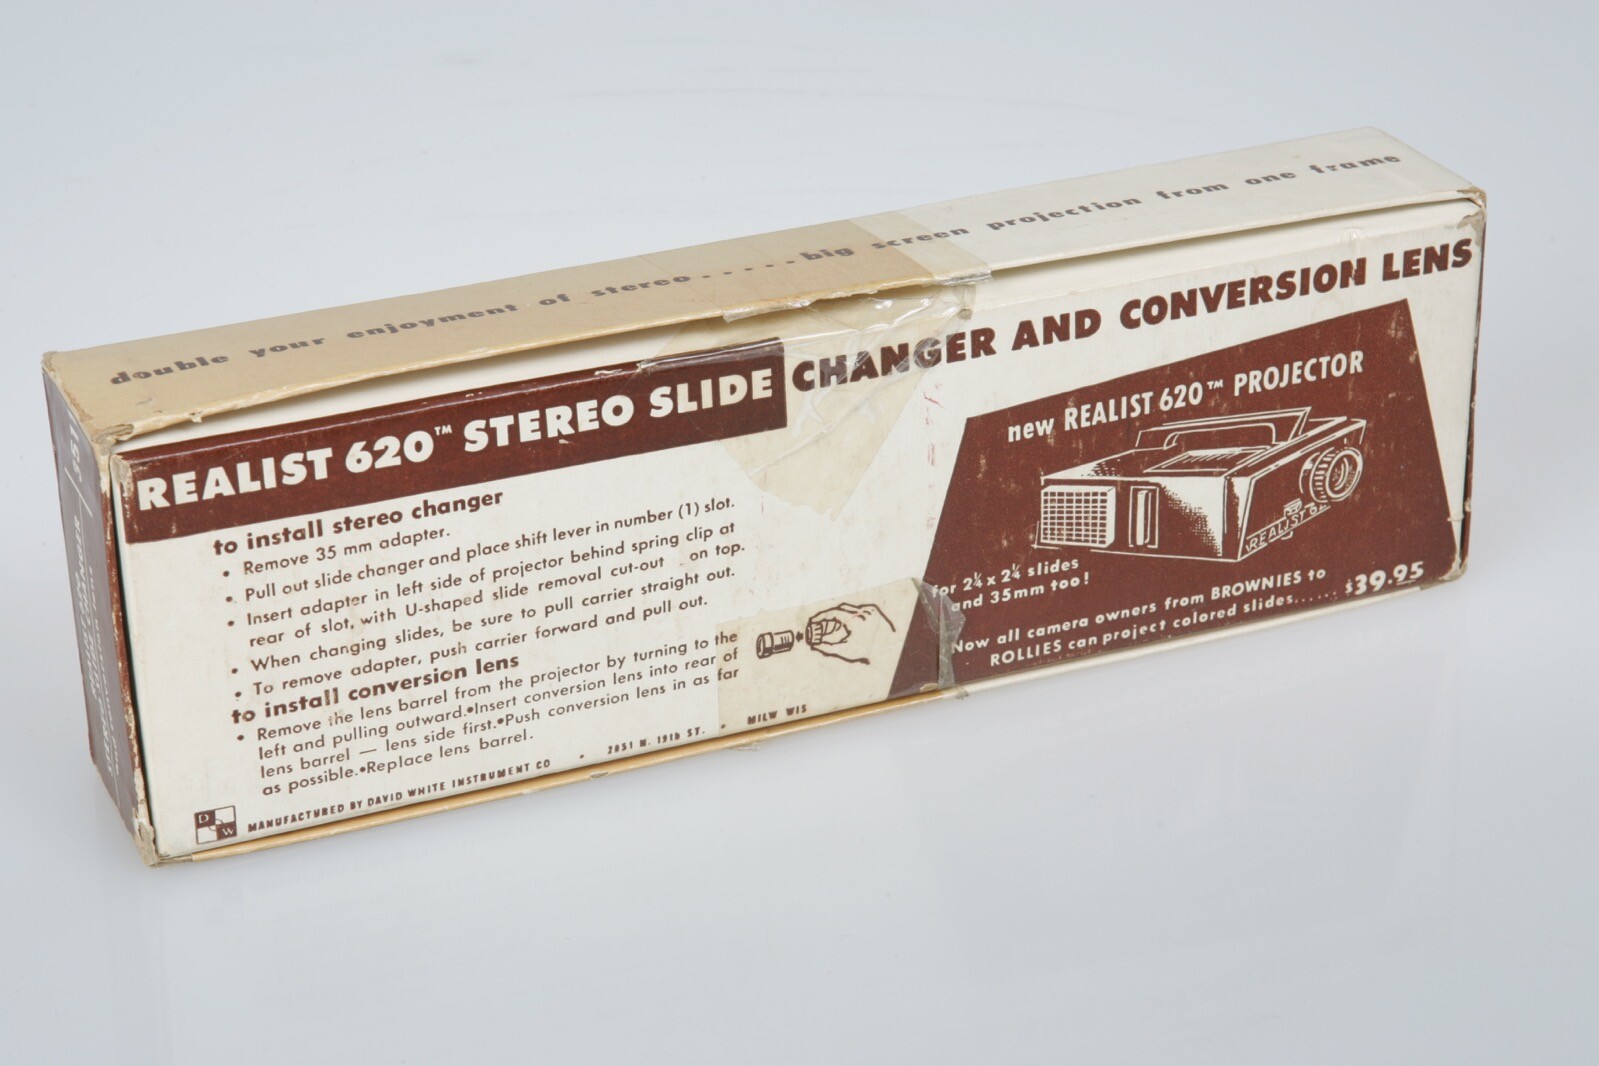 double your enjoyment of stereo.....big screen projection from one frame
REALIST 620™ STEREO SLIDE CHANGER AND CONVERSION LENS
to install stereo changer
• Remove 35 mm adapter.
• Pull out slide changer and place shift lever in number (1) slot.
• Insert adapter in left side of projector behind spring clip at
rear of slot, with U-shaped slide removal cut-out on top.
• When changing slides, be sure to pull carrier straight out.
• To remove adapter, push carrier forward and pull out.
to install conversion lens
• Remove the lens barrel from the projector by turning to the
left and pulling outward.•Insert conversion lens into rear of
lens barrel — lens side first.•Push conversion lens in as far
as possible.•Replace lens barrel.
D W
MANUFACTURED BY DAVID WHITE INSTRUMENT CO • 2051 N. 19th ST. • MILW WIS
new REALIST 620™ PROJECTOR
REALIST 62
for 2¼ x 2¼ slides
and 35mm too!
Now all camera owners from BROWNIES to
ROLLIES can project colored slides...... $39.95
351